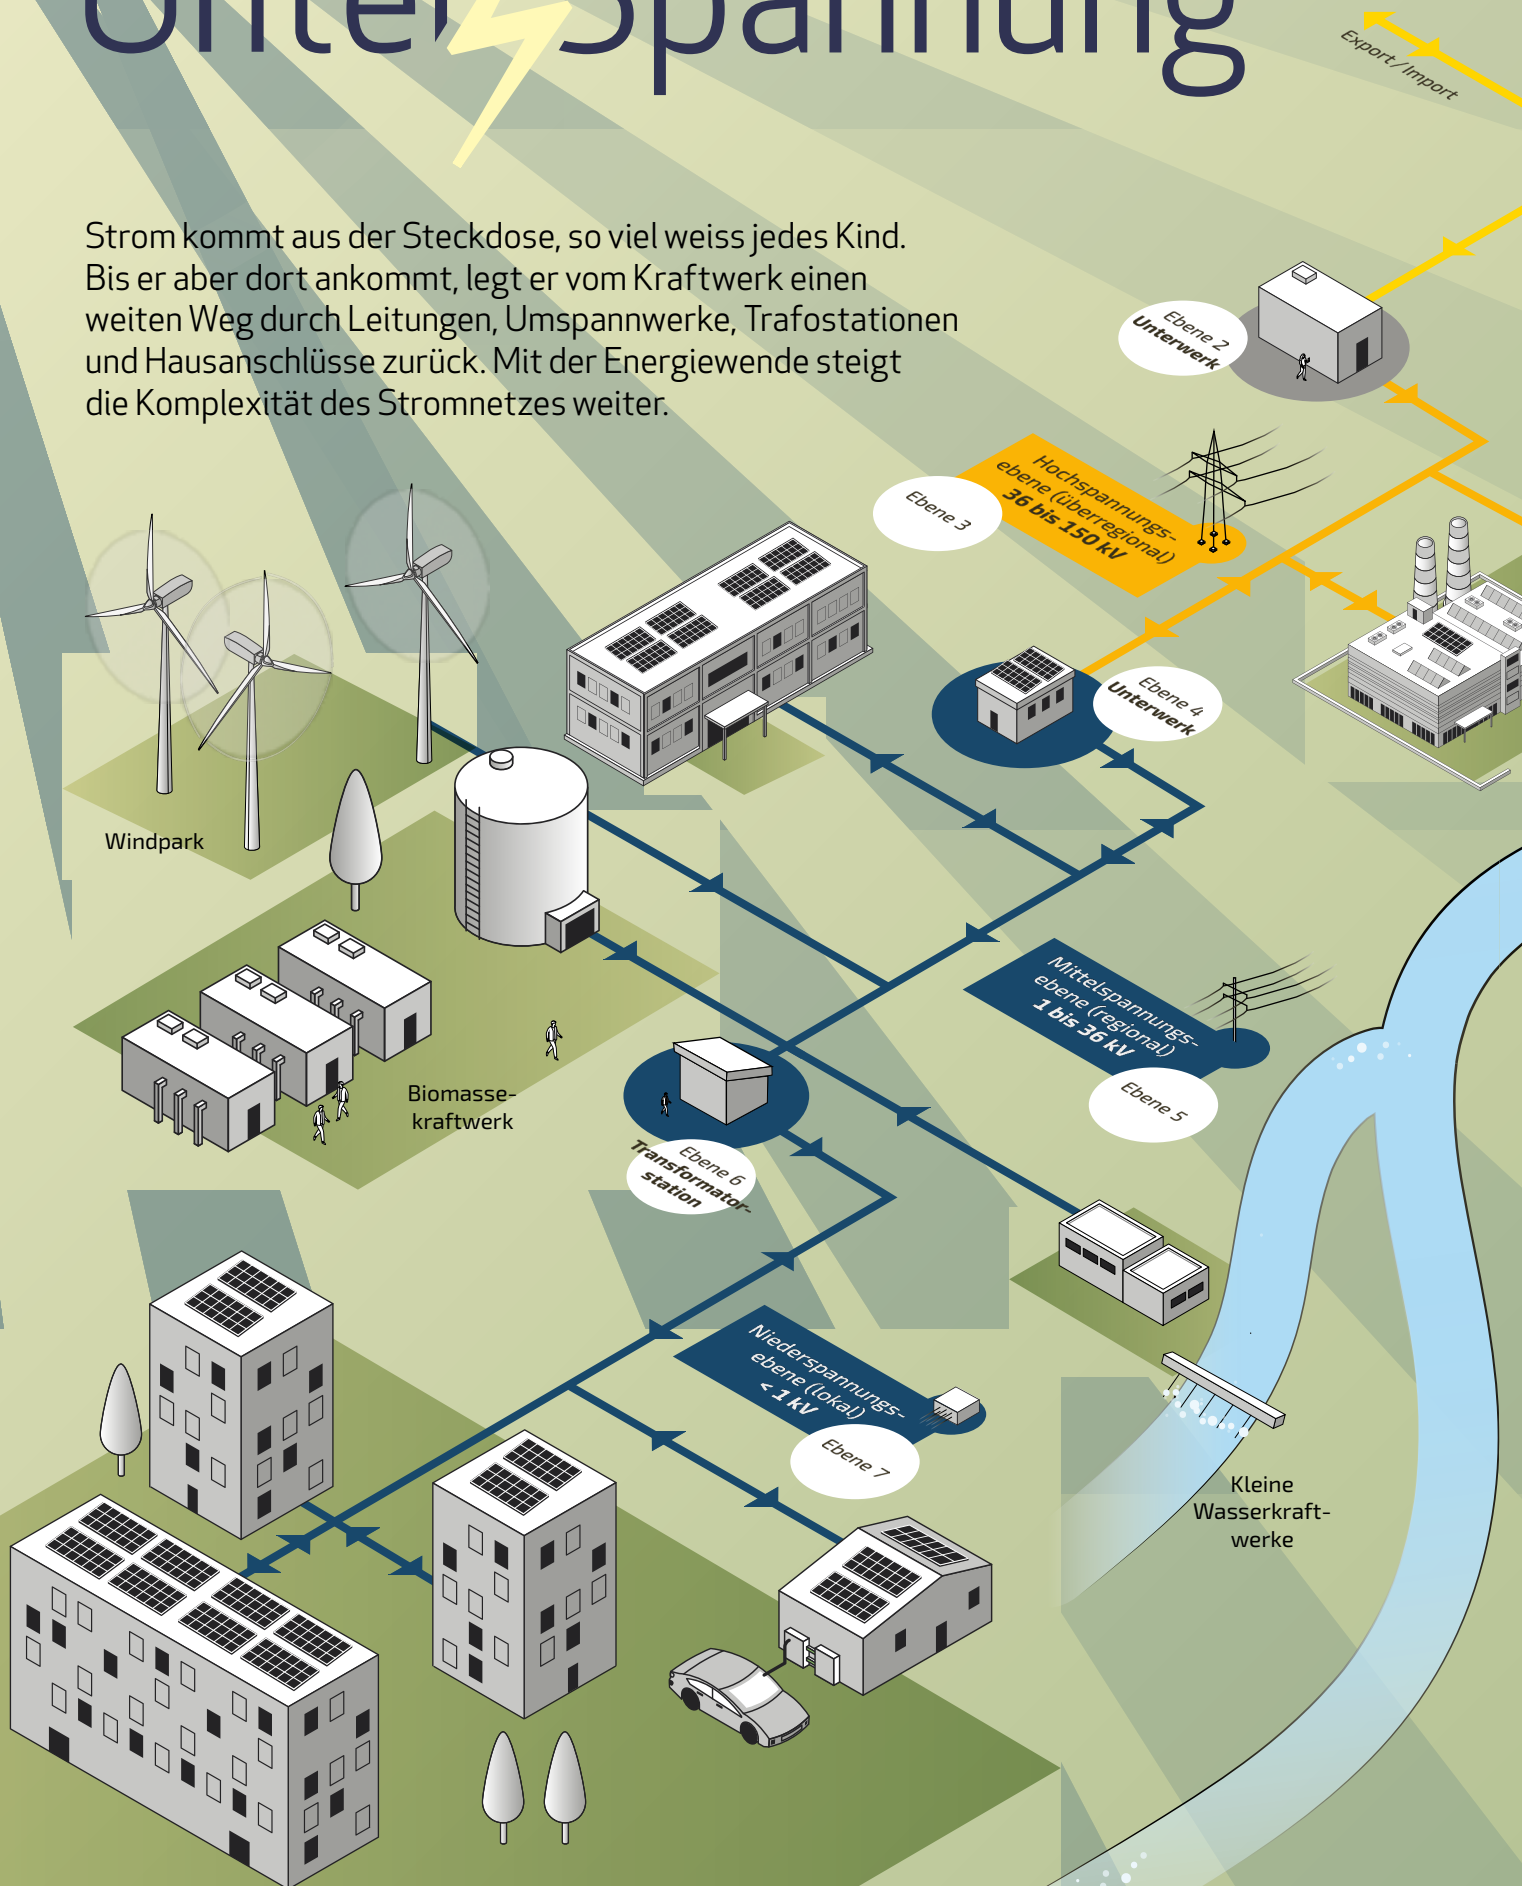 Unter Spannung
Export/Import
Strom kommt aus der Steckdose, so viel weiss jedes Kind.
Bis er aber dort ankommt, legt er vom Kraftwerk einen
weiten Weg durch Leitungen, Umspannwerke, Trafostationen
und Hausanschlüsse zurück. Mit der Energiewende steigt
die Komplexität des Stromnetzes weiter.
Ebene 2
Unterwerk
Hochspannungs-
ebene (überregional)
36 bis 150 kV
Ebene 3
Ebene 4
Unterwerk
Windpark
Mittelspannungs-
ebene (regional)
1 bis 36 kV
Ebene 5
Biomasse-
kraftwerk
Ebene 6
Transformator-
station
Niederspannungs-
ebene (lokal)
< 1 kV
Ebene 7
Kleine
Wasserkraft-
werke